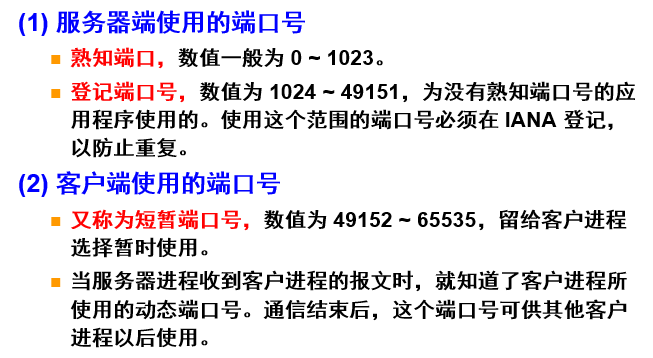 (1) 服务器端使用的端口号
熟知端口，数值一般为 0 ~ 1023。
登记端口号，数值为 1024 ~ 49151，为没有熟知端口号的应
用程序使用的。使用这个范围的端口号必须在 IANA 登记，
以防止重复。
(2) 客户端使用的端口号
又称为短暂端口号，数值为 49152 ~ 65535，留给客户进程
选择暂时使用。
当服务器进程收到客户进程的报文时，就知道了客户进程所
使用的动态端口号。通信结束后，这个端口号可供其他客户
进程以后使用。